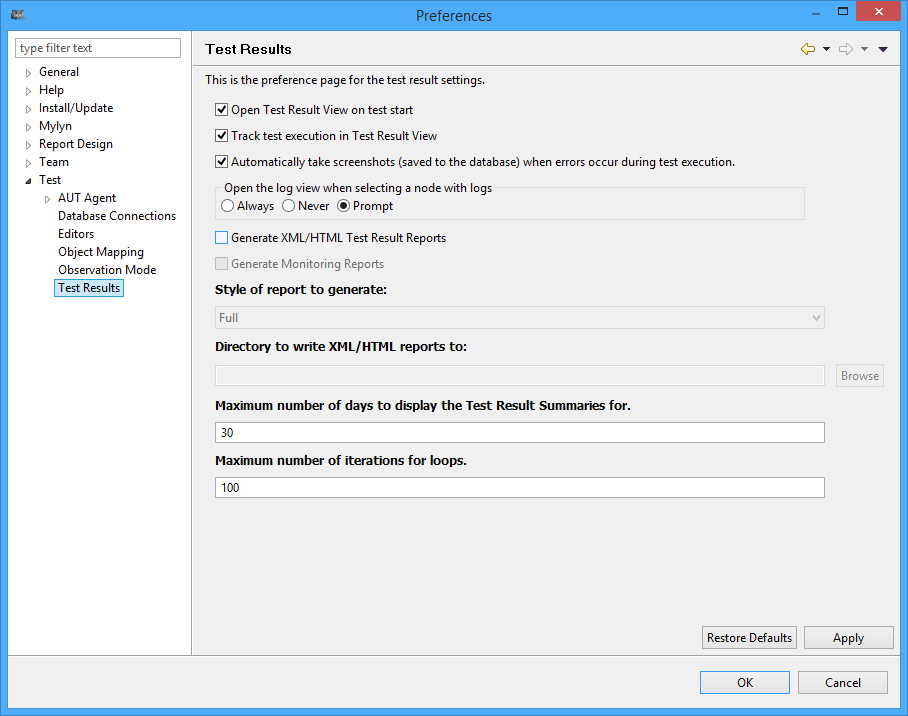 Preferences
type filter text
General
Help
Install/Update
Mylyn
Report Design
Team
Test
AUT Agent
Database Connections
Editors
Object Mapping
Observation Mode
Test Results
Test Results
This is the preference page for the test result settings.
Open Test Result View on test start
Track test execution in Test Result View
Automatically take screenshots (saved to the database) when errors occur during test execution.
Open the log view when selecting a node with logs
Always Never Prompt
Generate XML/HTML Test Result Reports
Generate Monitoring Reports
Style of report to generate:
Full
Directory to write XML/HTML reports to:
Browse
Maximum number of days to display the Test Result Summaries for.
30
Maximum number of iterations for loops.
100
Restore Defaults Apply
OK Cancel